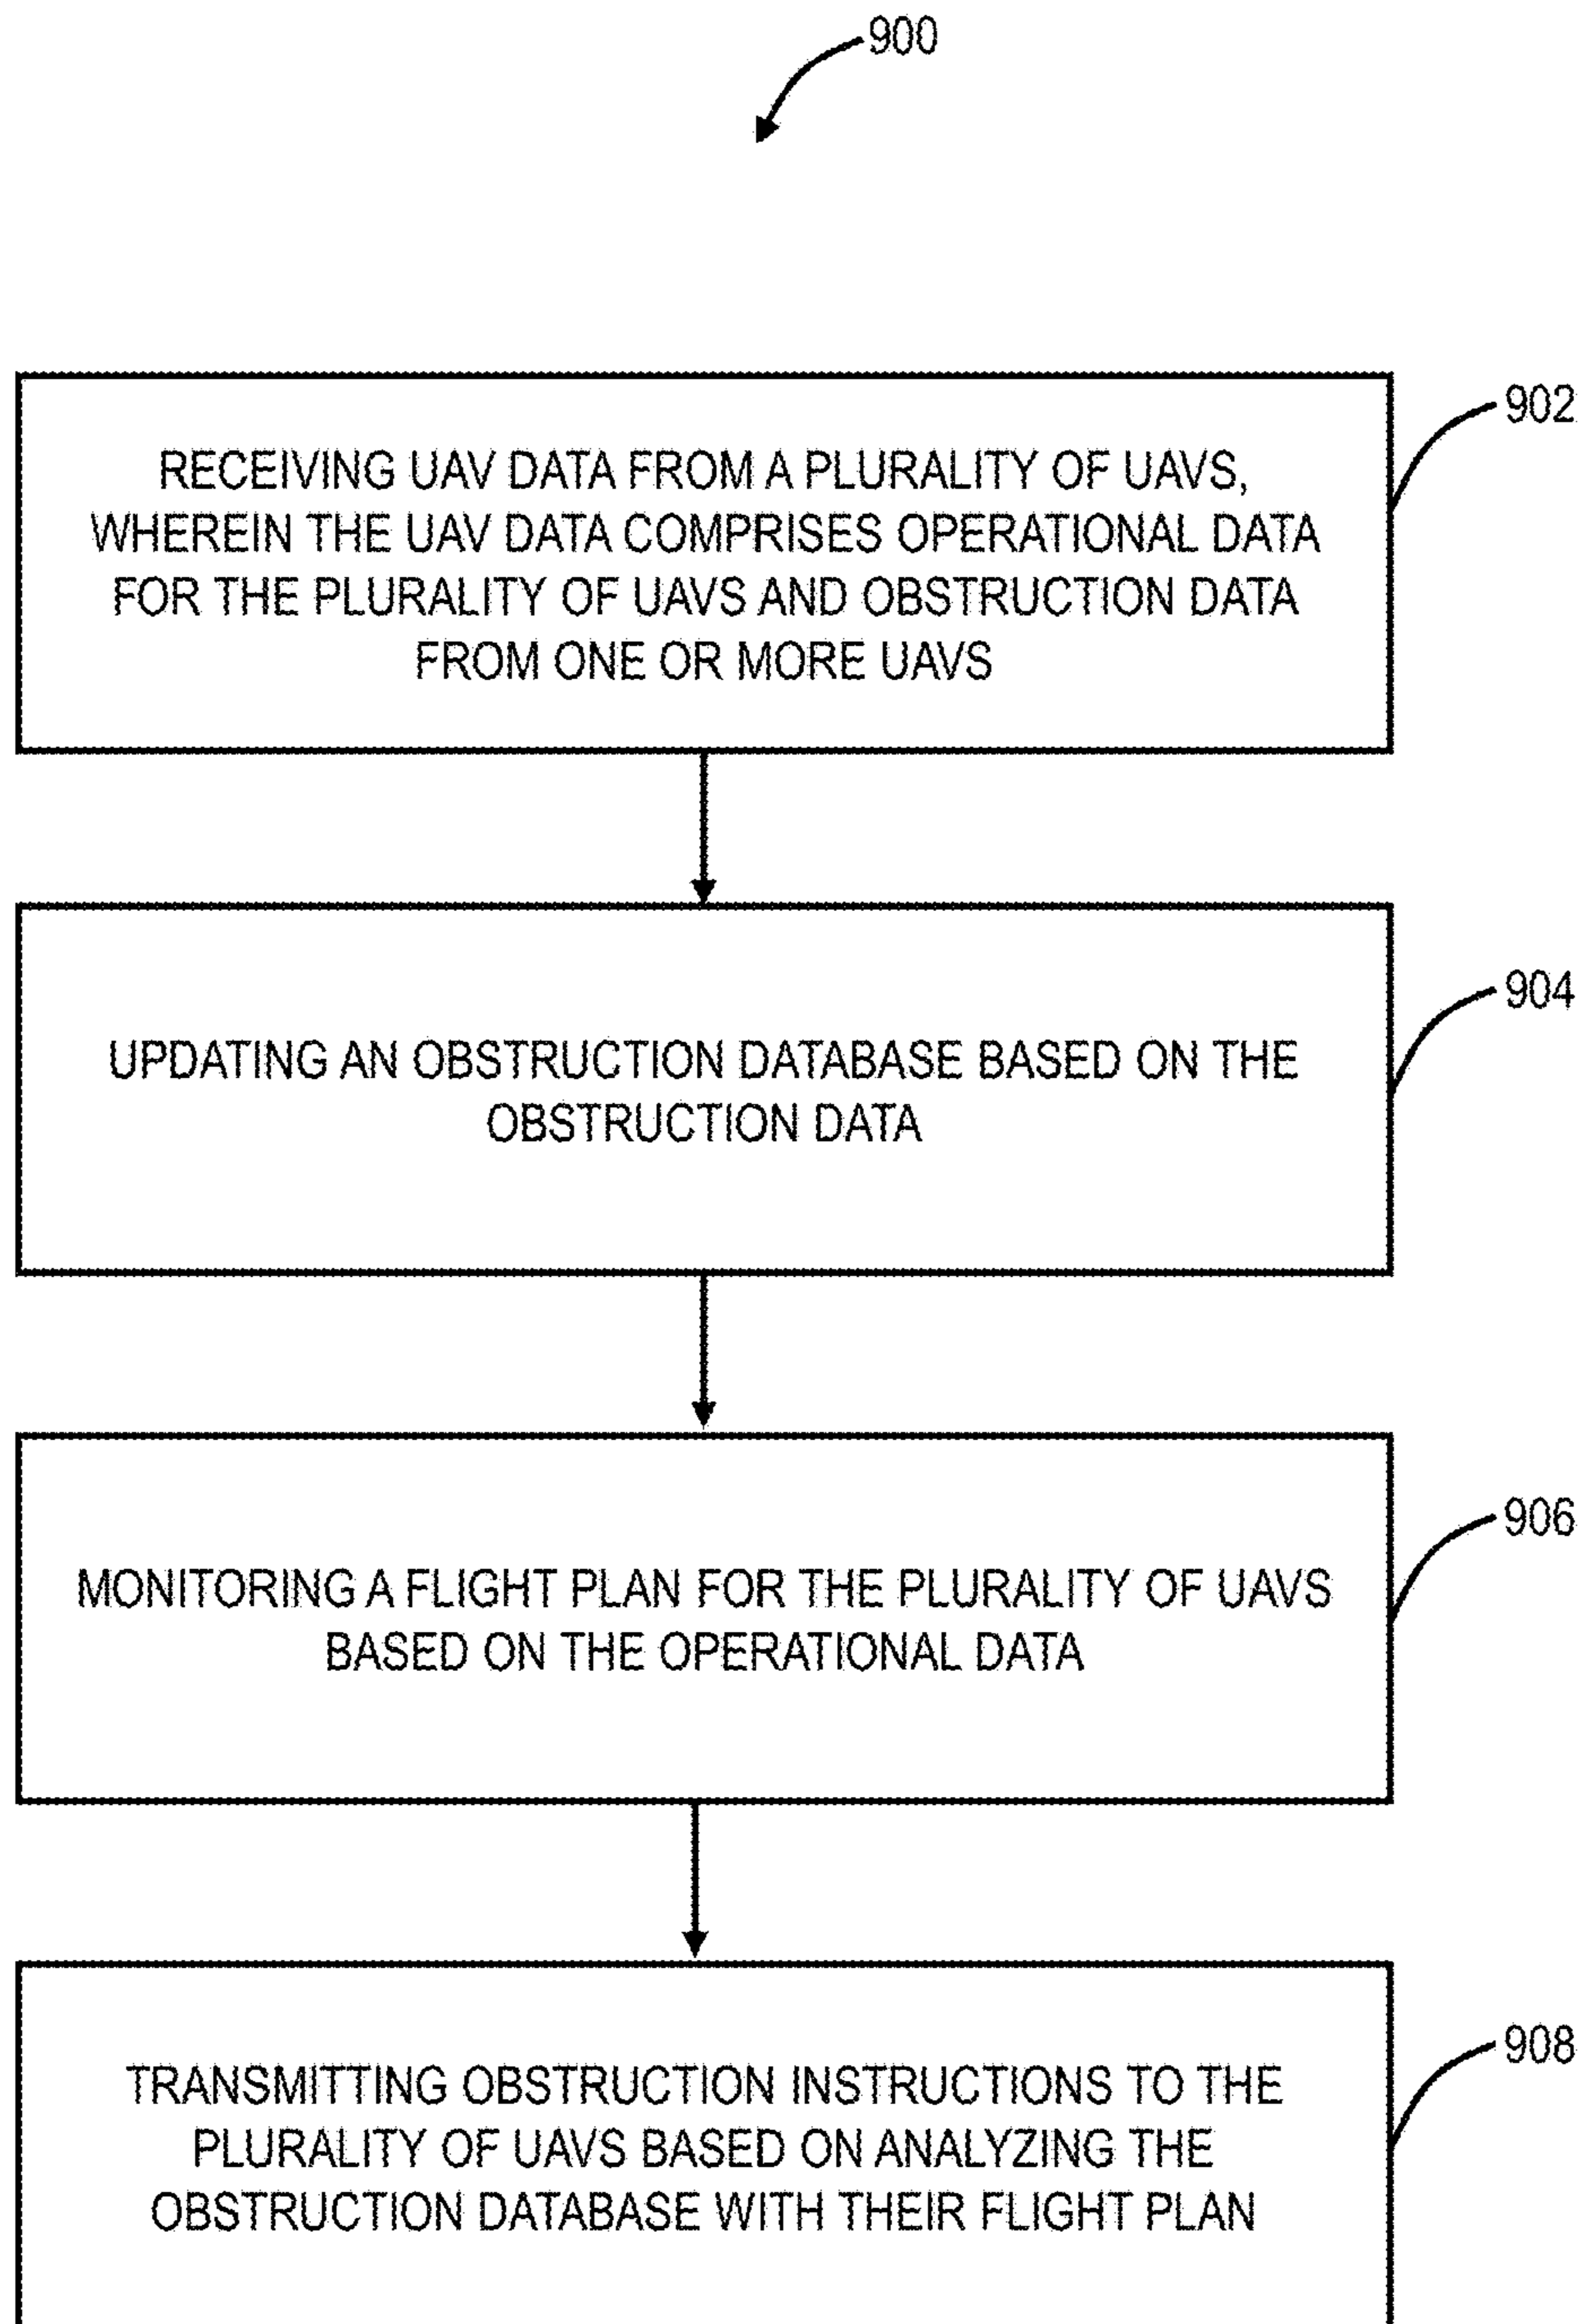 900
902
RECEIVING UAV DATA FROM A PLURALITY OF UAVS,
WHEREIN THE UAV DATA COMPRISES OPERATIONAL DATA
FOR THE PLURALITY OF UAVS AND OBSTRUCTION DATA
FROM ONE OR MORE UAVS
904
UPDATING AN OBSTRUCTION DATABASE BASED ON THE
OBSTRUCTION DATA
906
MONITORING A FLIGHT PLAN FOR THE PLURALITY OF UAVS
BASED ON THE OPERATIONAL DATA
908
TRANSMITTING OBSTRUCTION INSTRUCTIONS TO THE
PLURALITY OF UAVS BASED ON ANALYZING THE
OBSTRUCTION DATABASE WITH THEIR FLIGHT PLAN